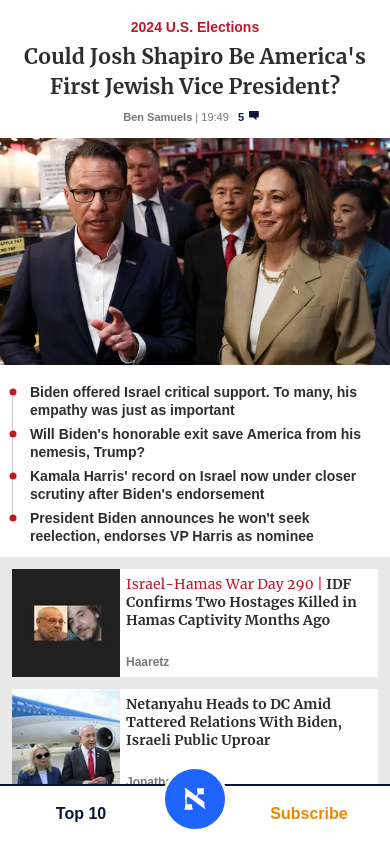 2024 U.S. Elections
Could Josh Shapiro Be America's
First Jewish Vice President?
Ben Samuels | 19:49 5
Biden offered Israel critical support. To many, his
empathy was just as important
Will Biden's honorable exit save America from his
nemesis, Trump?
Kamala Harris' record on Israel now under closer
scrutiny after Biden's endorsement
President Biden announces he won't seek
reelection, endorses VP Harris as nominee
Israel-Hamas War Day 290 | IDF
Confirms Two Hostages Killed in
Hamas Captivity Months Ago
Haaretz
Netanyahu Heads to DC Amid
Tattered Relations With Biden,
Israeli Public Uproar
Top 10
Subscribe